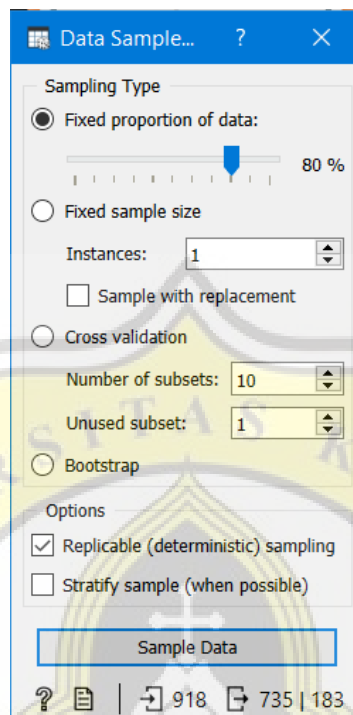 Data Sample... ?
Sampling Type
Fixed proportion of data:
80 %
Fixed sample size
Instances: 1
Sample with replacement
Cross validation
Number of subsets: 10
Unused subset: 1
Bootstrap
Options
Replicable (deterministic) sampling
Stratify sample (when possible)
Sample Data
? 918 735 | 183
RSITAS K